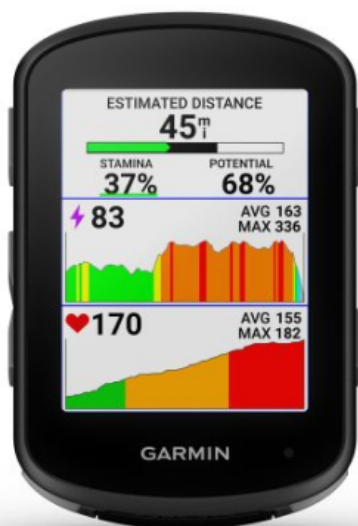 ESTIMATED DISTANCE
45mi
STAMINA POTENTIAL
37% 68%
83 AVG 163
MAX 336
170 AVG 155
MAX 182
GARMIN